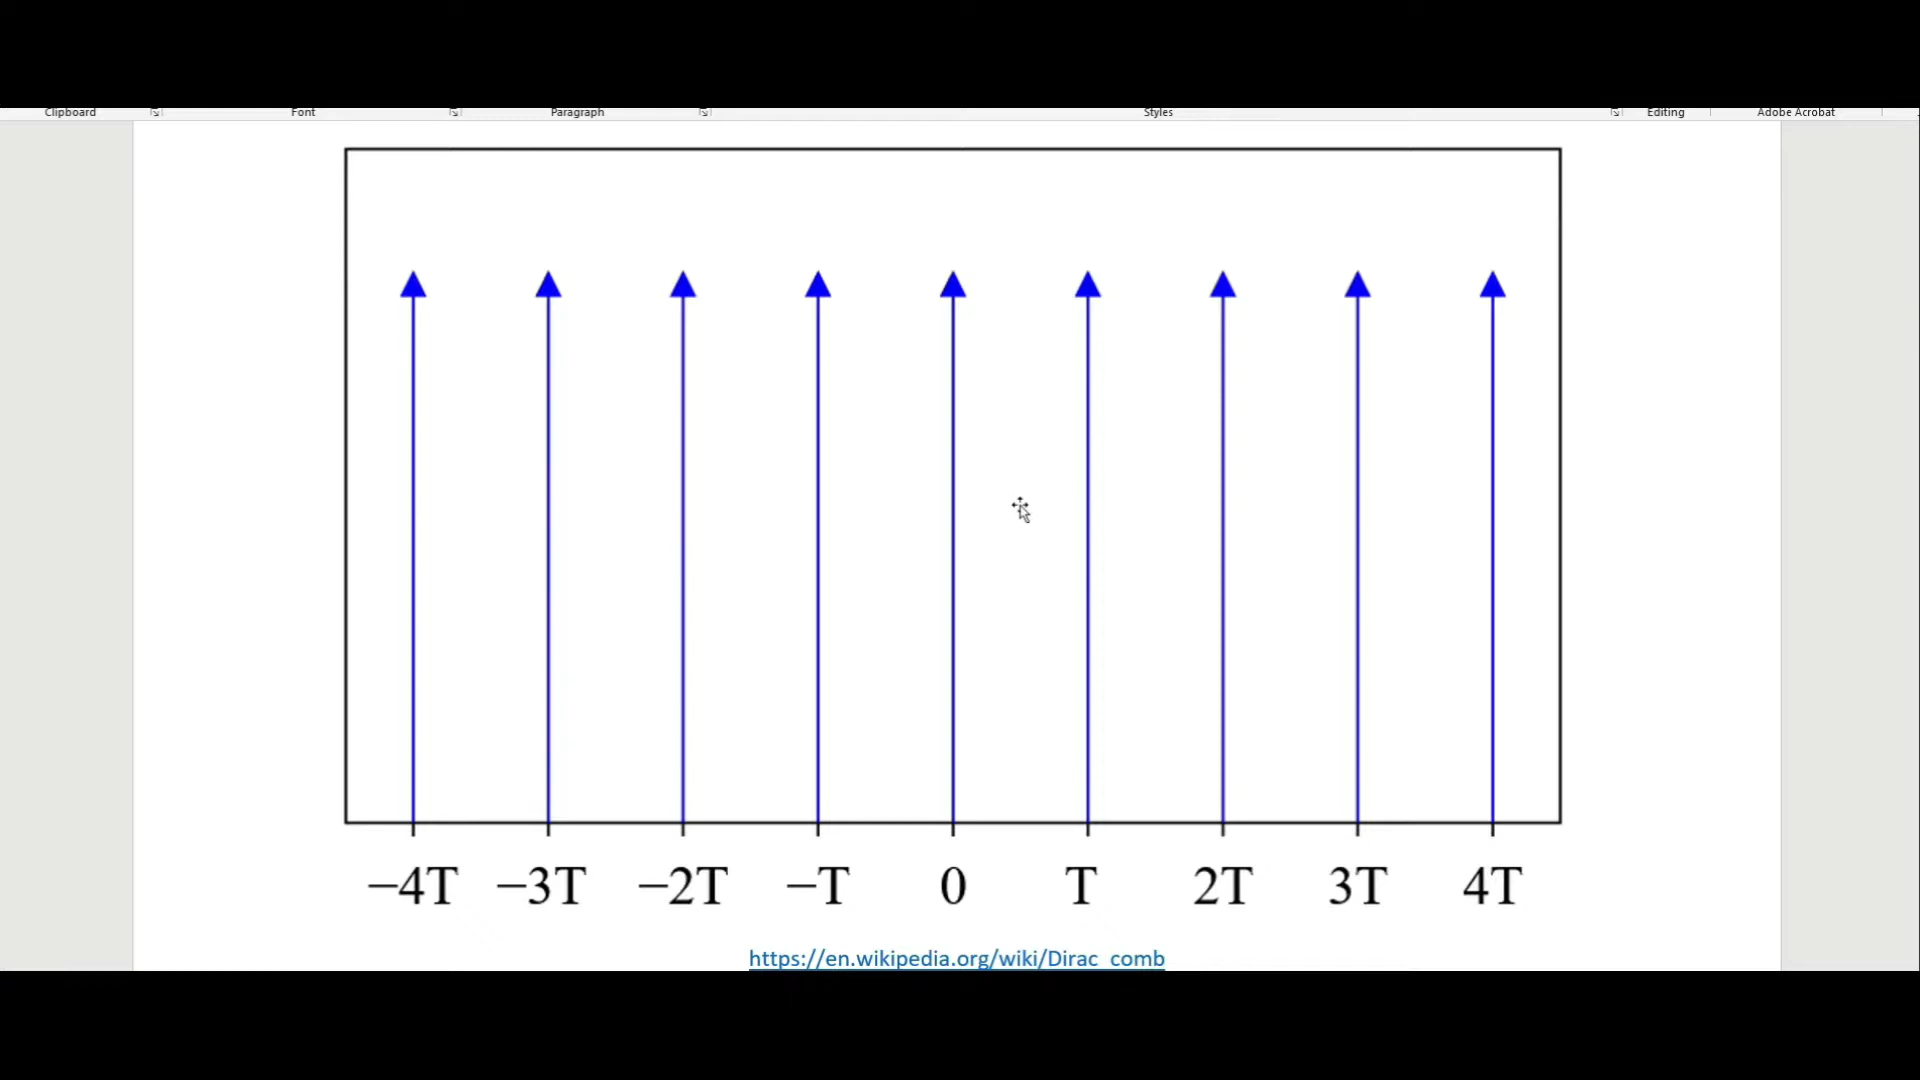 Clipboard Font Paragraph Styles Editing Adobe Acrobat
−4T −3T −2T −T 0 T 2T 3T 4T
https://en.wikipedia.org/wiki/Dirac_comb